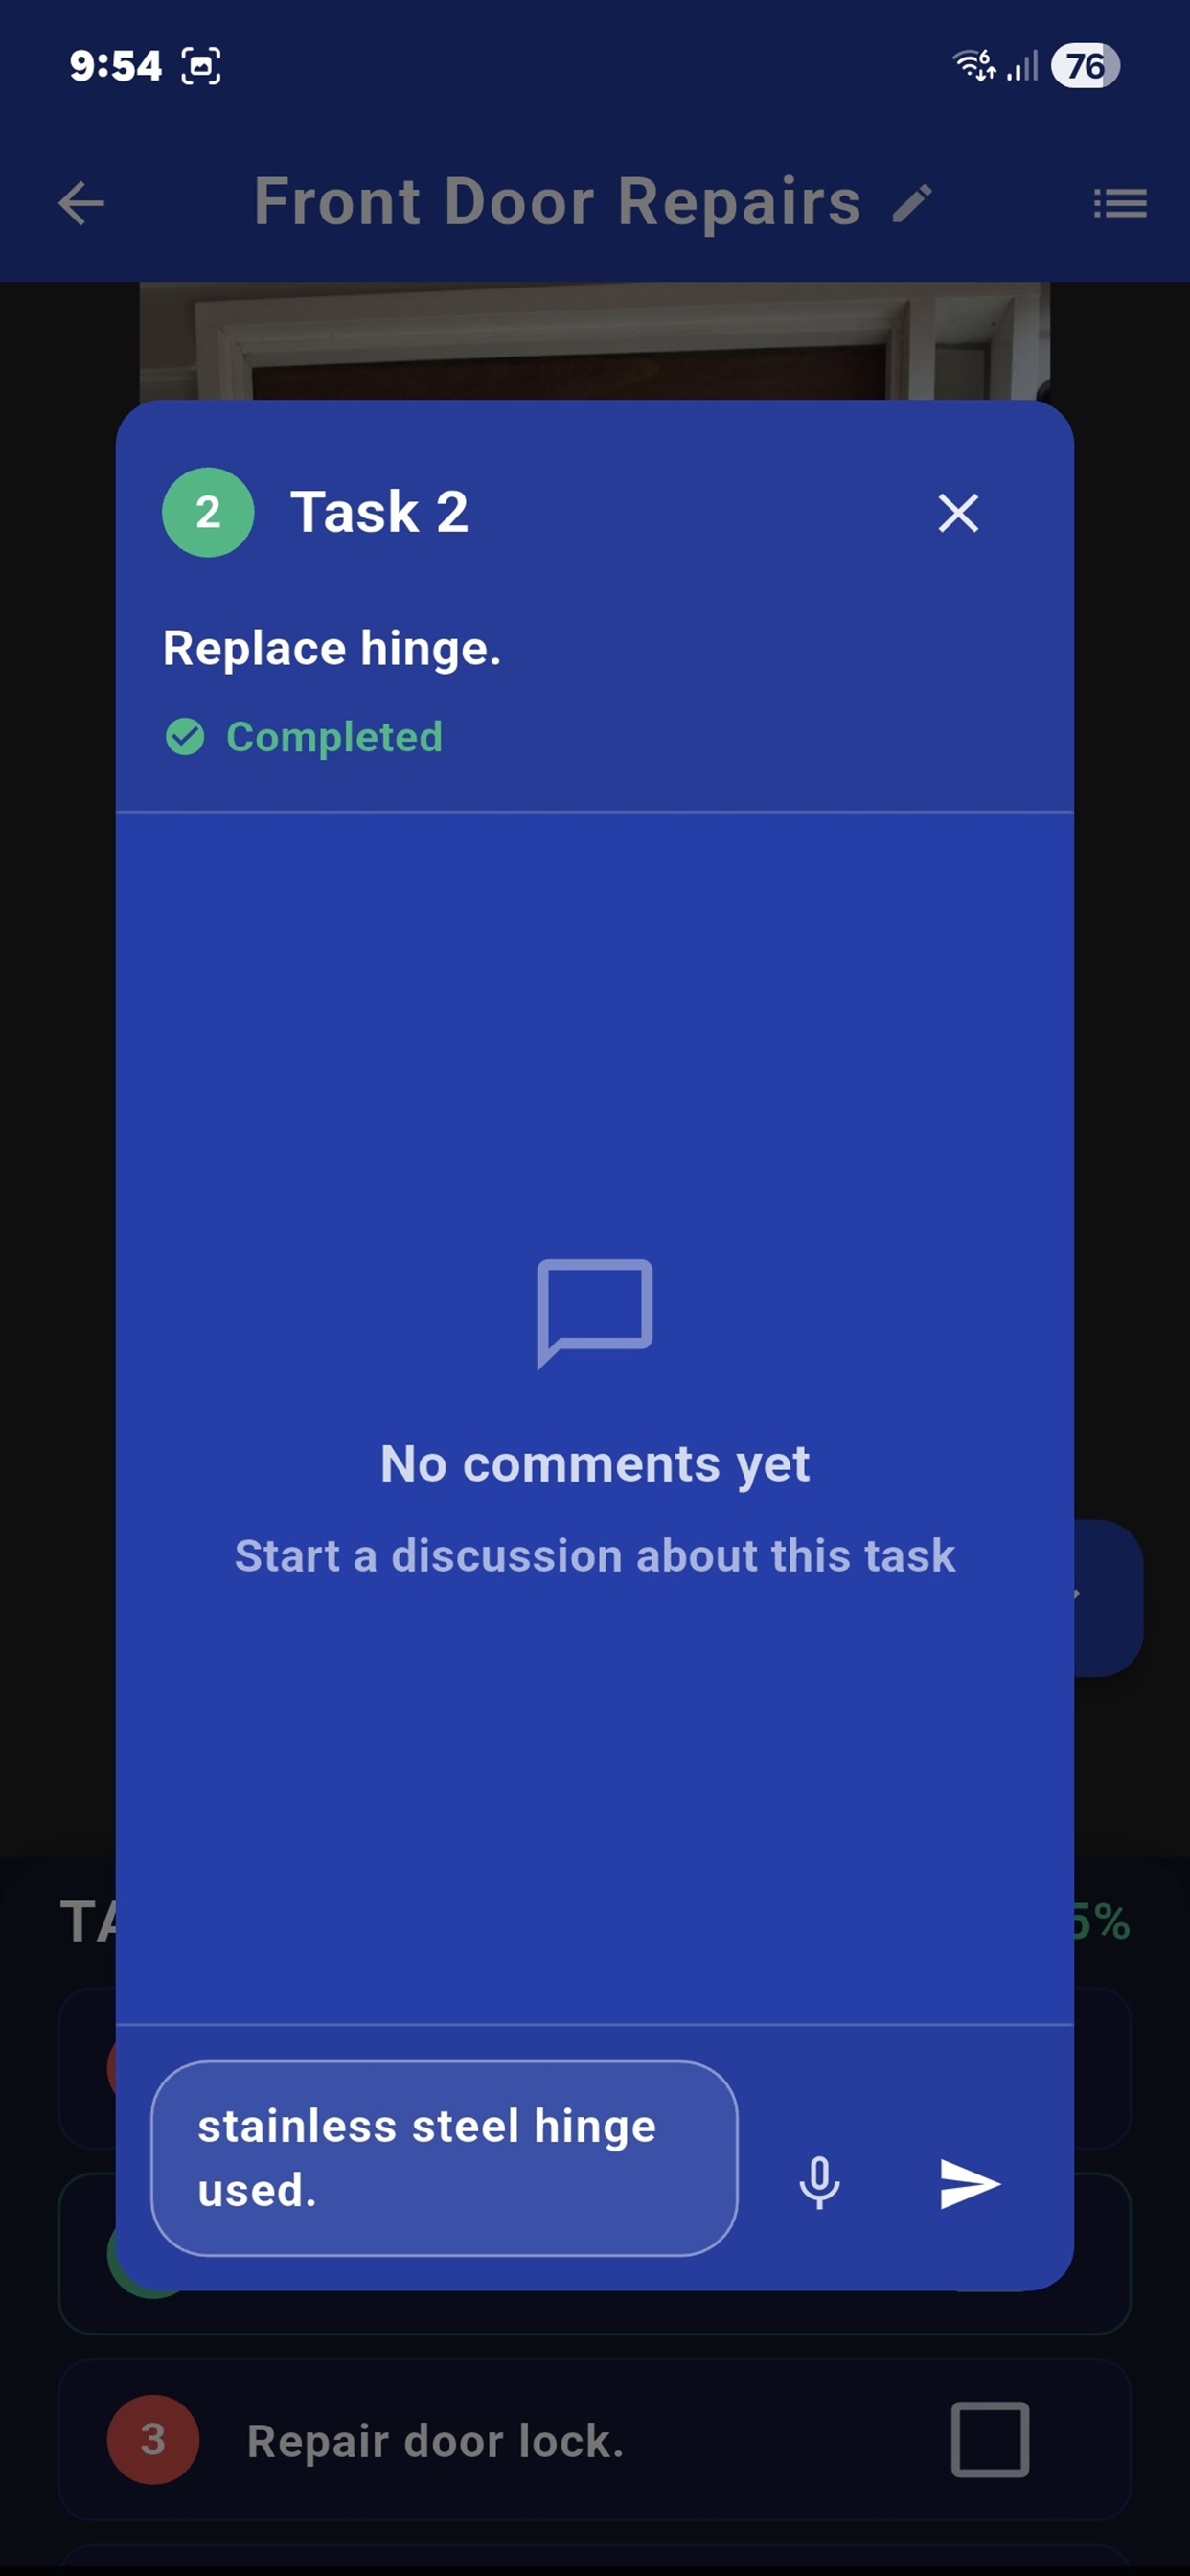 9:54
6
76
Front Door Repairs
2 Task 2
Replace hinge.
Completed
No comments yet
Start a discussion about this task
TA
5%
stainless steel hinge
used.
3 Repair door lock.